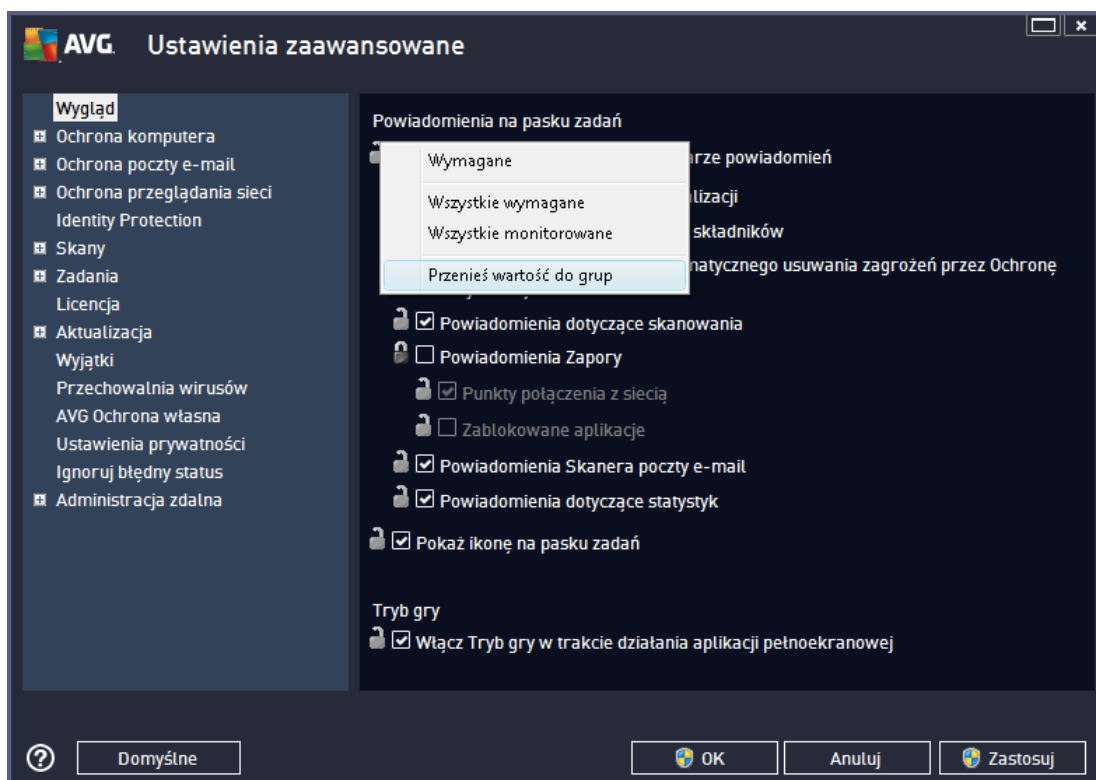 AVG. Ustawienia zaawansowane
Wygląd
Ochrona komputera
Ochrona poczty e-mail
Ochrona przeglądania sieci
Identity Protection
Skany
Zadania
Licencja
Aktualizacja
Wyjątki
Przechowalnia wirusów
AVG Ochrona własna
Ustawienia prywatności
Ignoruj błędny status
Administracja zdalna
Powiadomienia na pasku zadań
Wymagane
Wszystkie wymagane
Wszystkie monitorowane
Przenieś wartość do grup
powiadomień
składników
usuwania zagrożeń przez Ochronę
Powiadomienia dotyczące skanowania
Powiadomienia Zapory
Punkty połączenia z siecią
Zablokowane aplikacje
Powiadomienia Skanera poczty e-mail
Powiadomienia dotyczące statystyk
Pokaż ikonę na pasku zadań
Tryb gry
Włącz Tryb gry w trakcie działania aplikacji pełnoekranowej
Domyślne
OK
Anuluj
Zastosuj